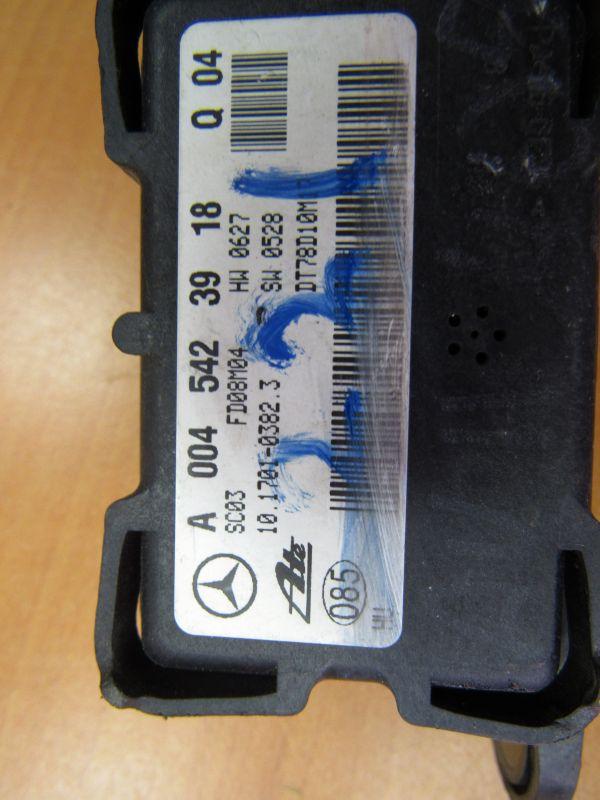 A 004 542 39 18 Q 04
SC03 FD08M04 HW 0627
10.1701-0382.3 SW 0528
Ate DT78D10M
085